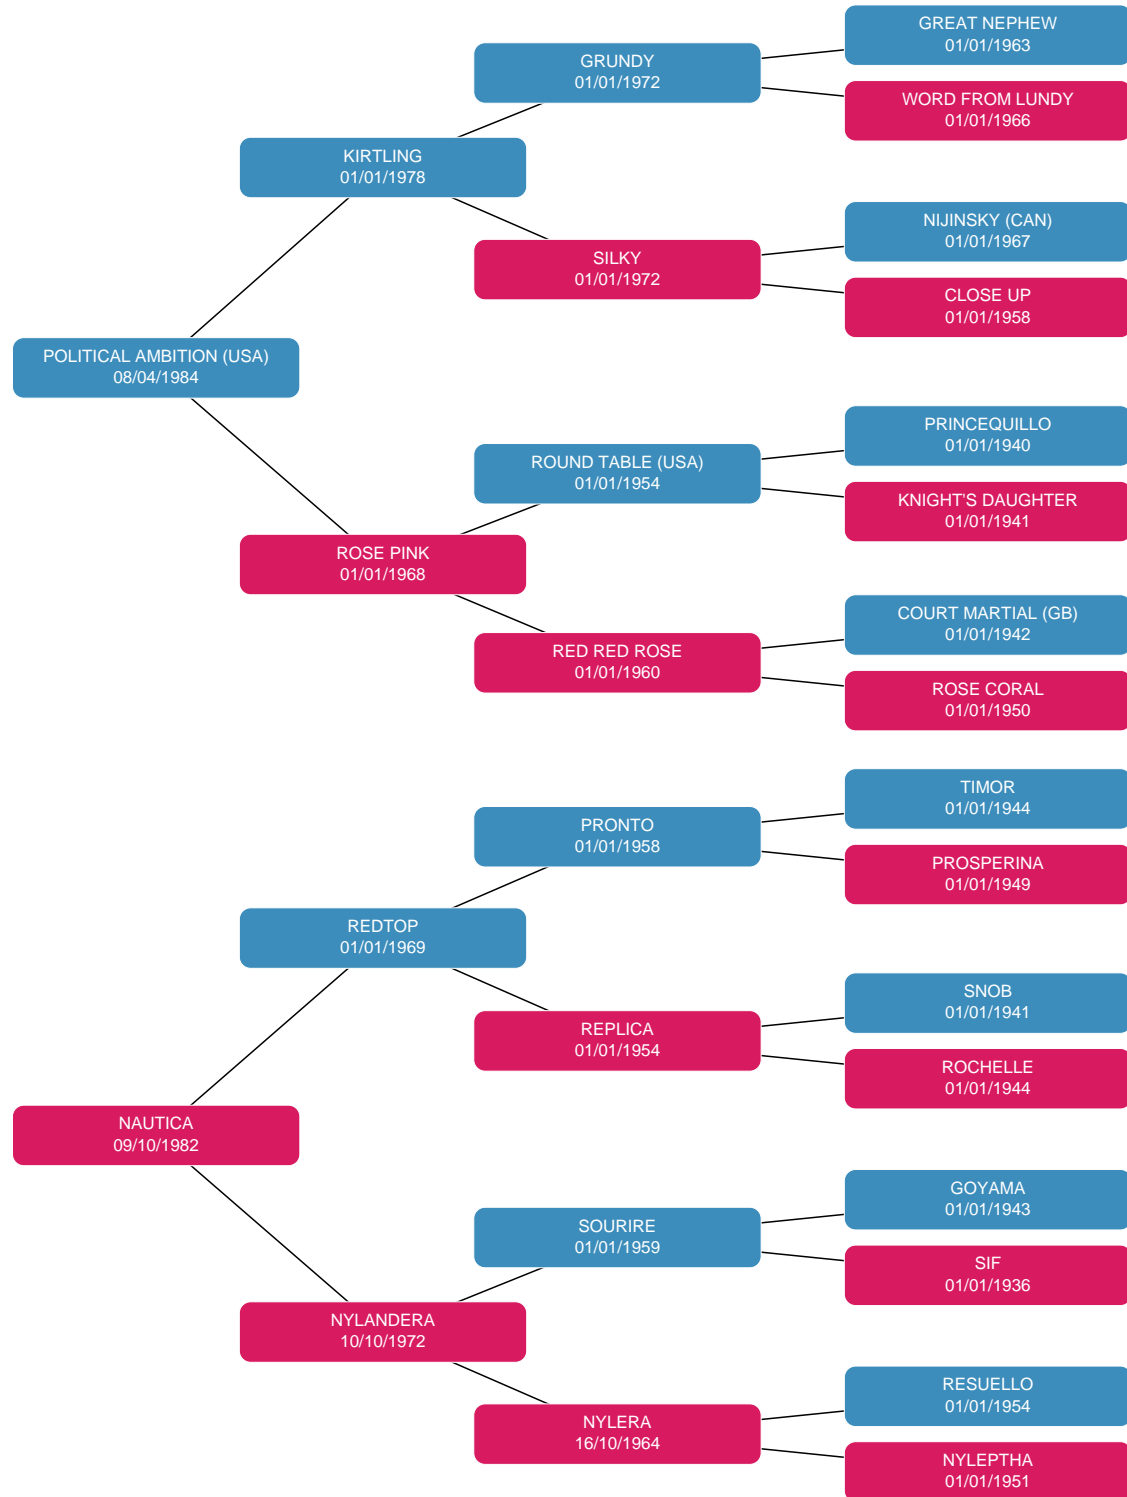 GREAT NEPHEW
01/01/1963
GRUNDY
01/01/1972
WORD FROM LUNDY
01/01/1966
KIRTLING
01/01/1978
NIJINSKY (CAN)
01/01/1967
SILKY
01/01/1972
CLOSE UP
01/01/1958
POLITICAL AMBITION (USA)
08/04/1984
PRINCEQUILLO
01/01/1940
ROUND TABLE (USA)
01/01/1954
KNIGHT'S DAUGHTER
01/01/1941
ROSE PINK
01/01/1968
COURT MARTIAL (GB)
01/01/1942
RED RED ROSE
01/01/1960
ROSE CORAL
01/01/1950
TIMOR
01/01/1944
PRONTO
01/01/1958
PROSPERINA
01/01/1949
REDTOP
01/01/1969
SNOB
01/01/1941
REPLICA
01/01/1954
ROCHELLE
01/01/1944
NAUTICA
09/10/1982
GOYAMA
01/01/1943
SOURIRE
01/01/1959
SIF
01/01/1936
NYLANDERA
10/10/1972
RESUELLO
01/01/1954
NYLERA
16/10/1964
NYLEPTHA
01/01/1951